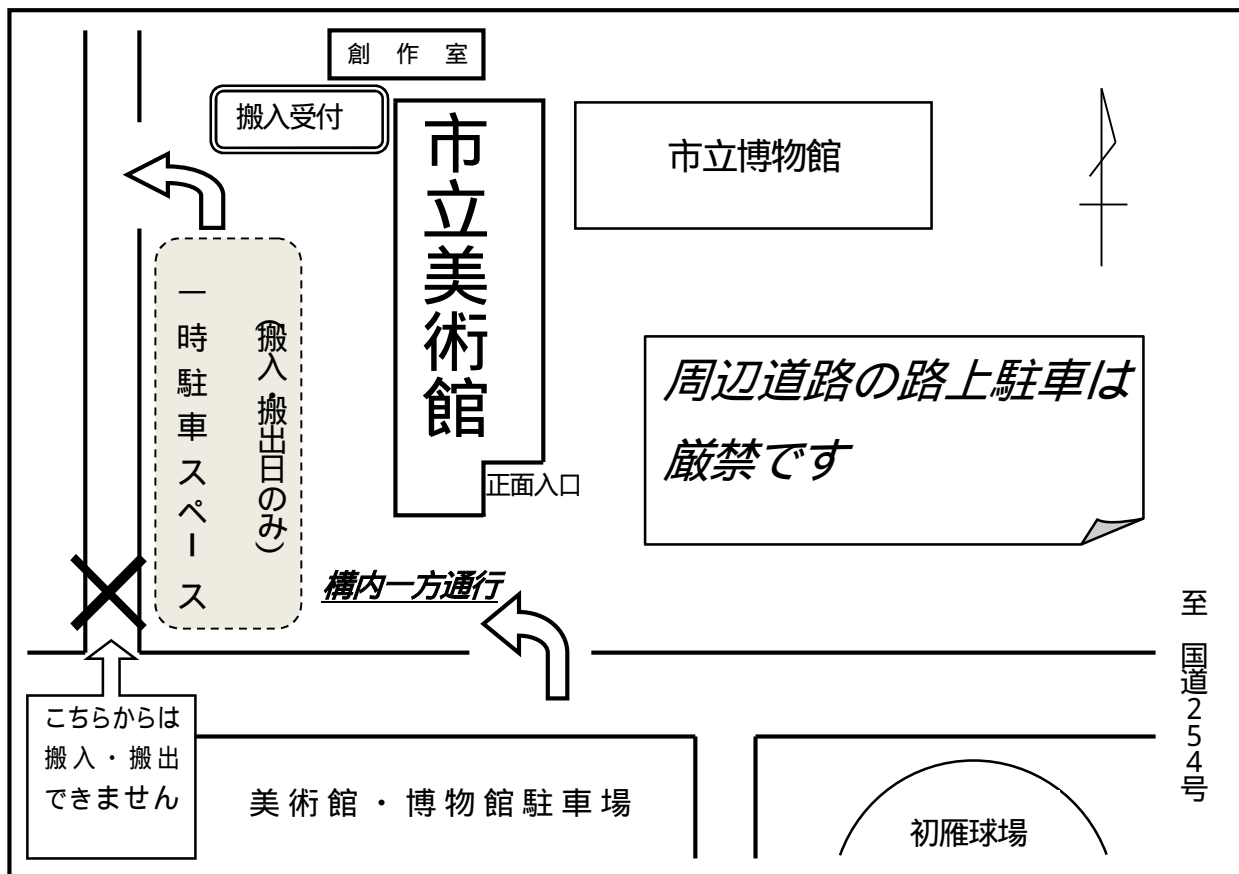 創 作 室
搬入受付
市立美術館
市立博物館
一時駐車スペース
(搬入・搬出日のみ)
周辺道路の路上駐車は
厳禁です
正面入口
構内一方通行
至 国道254号
こちらからは
搬入・搬出
できません
美術館・博物館駐車場
初雁球場